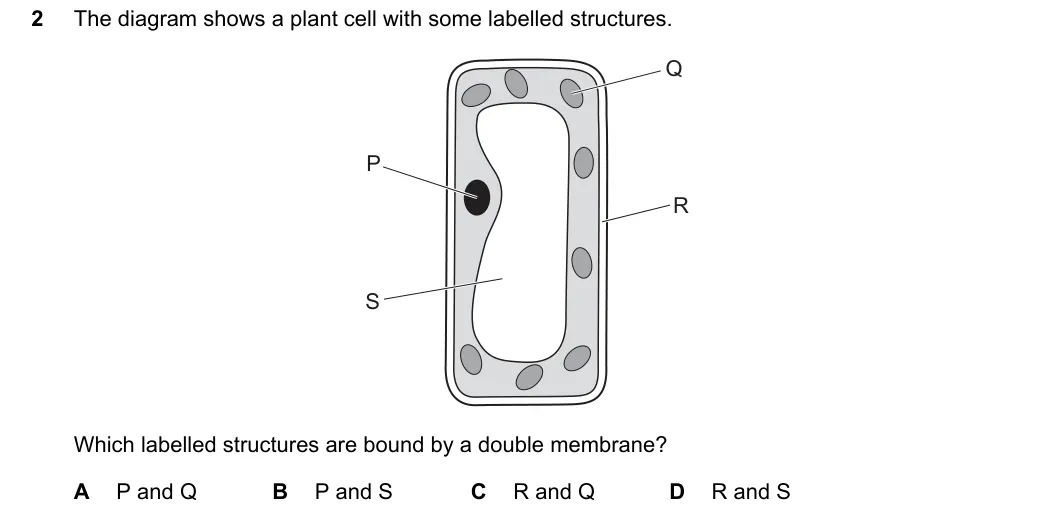 2 The diagram shows a plant cell with some labelled structures.
Q
P
R
S
Which labelled structures are bound by a double membrane?
A P and Q B P and S C R and Q D R and S